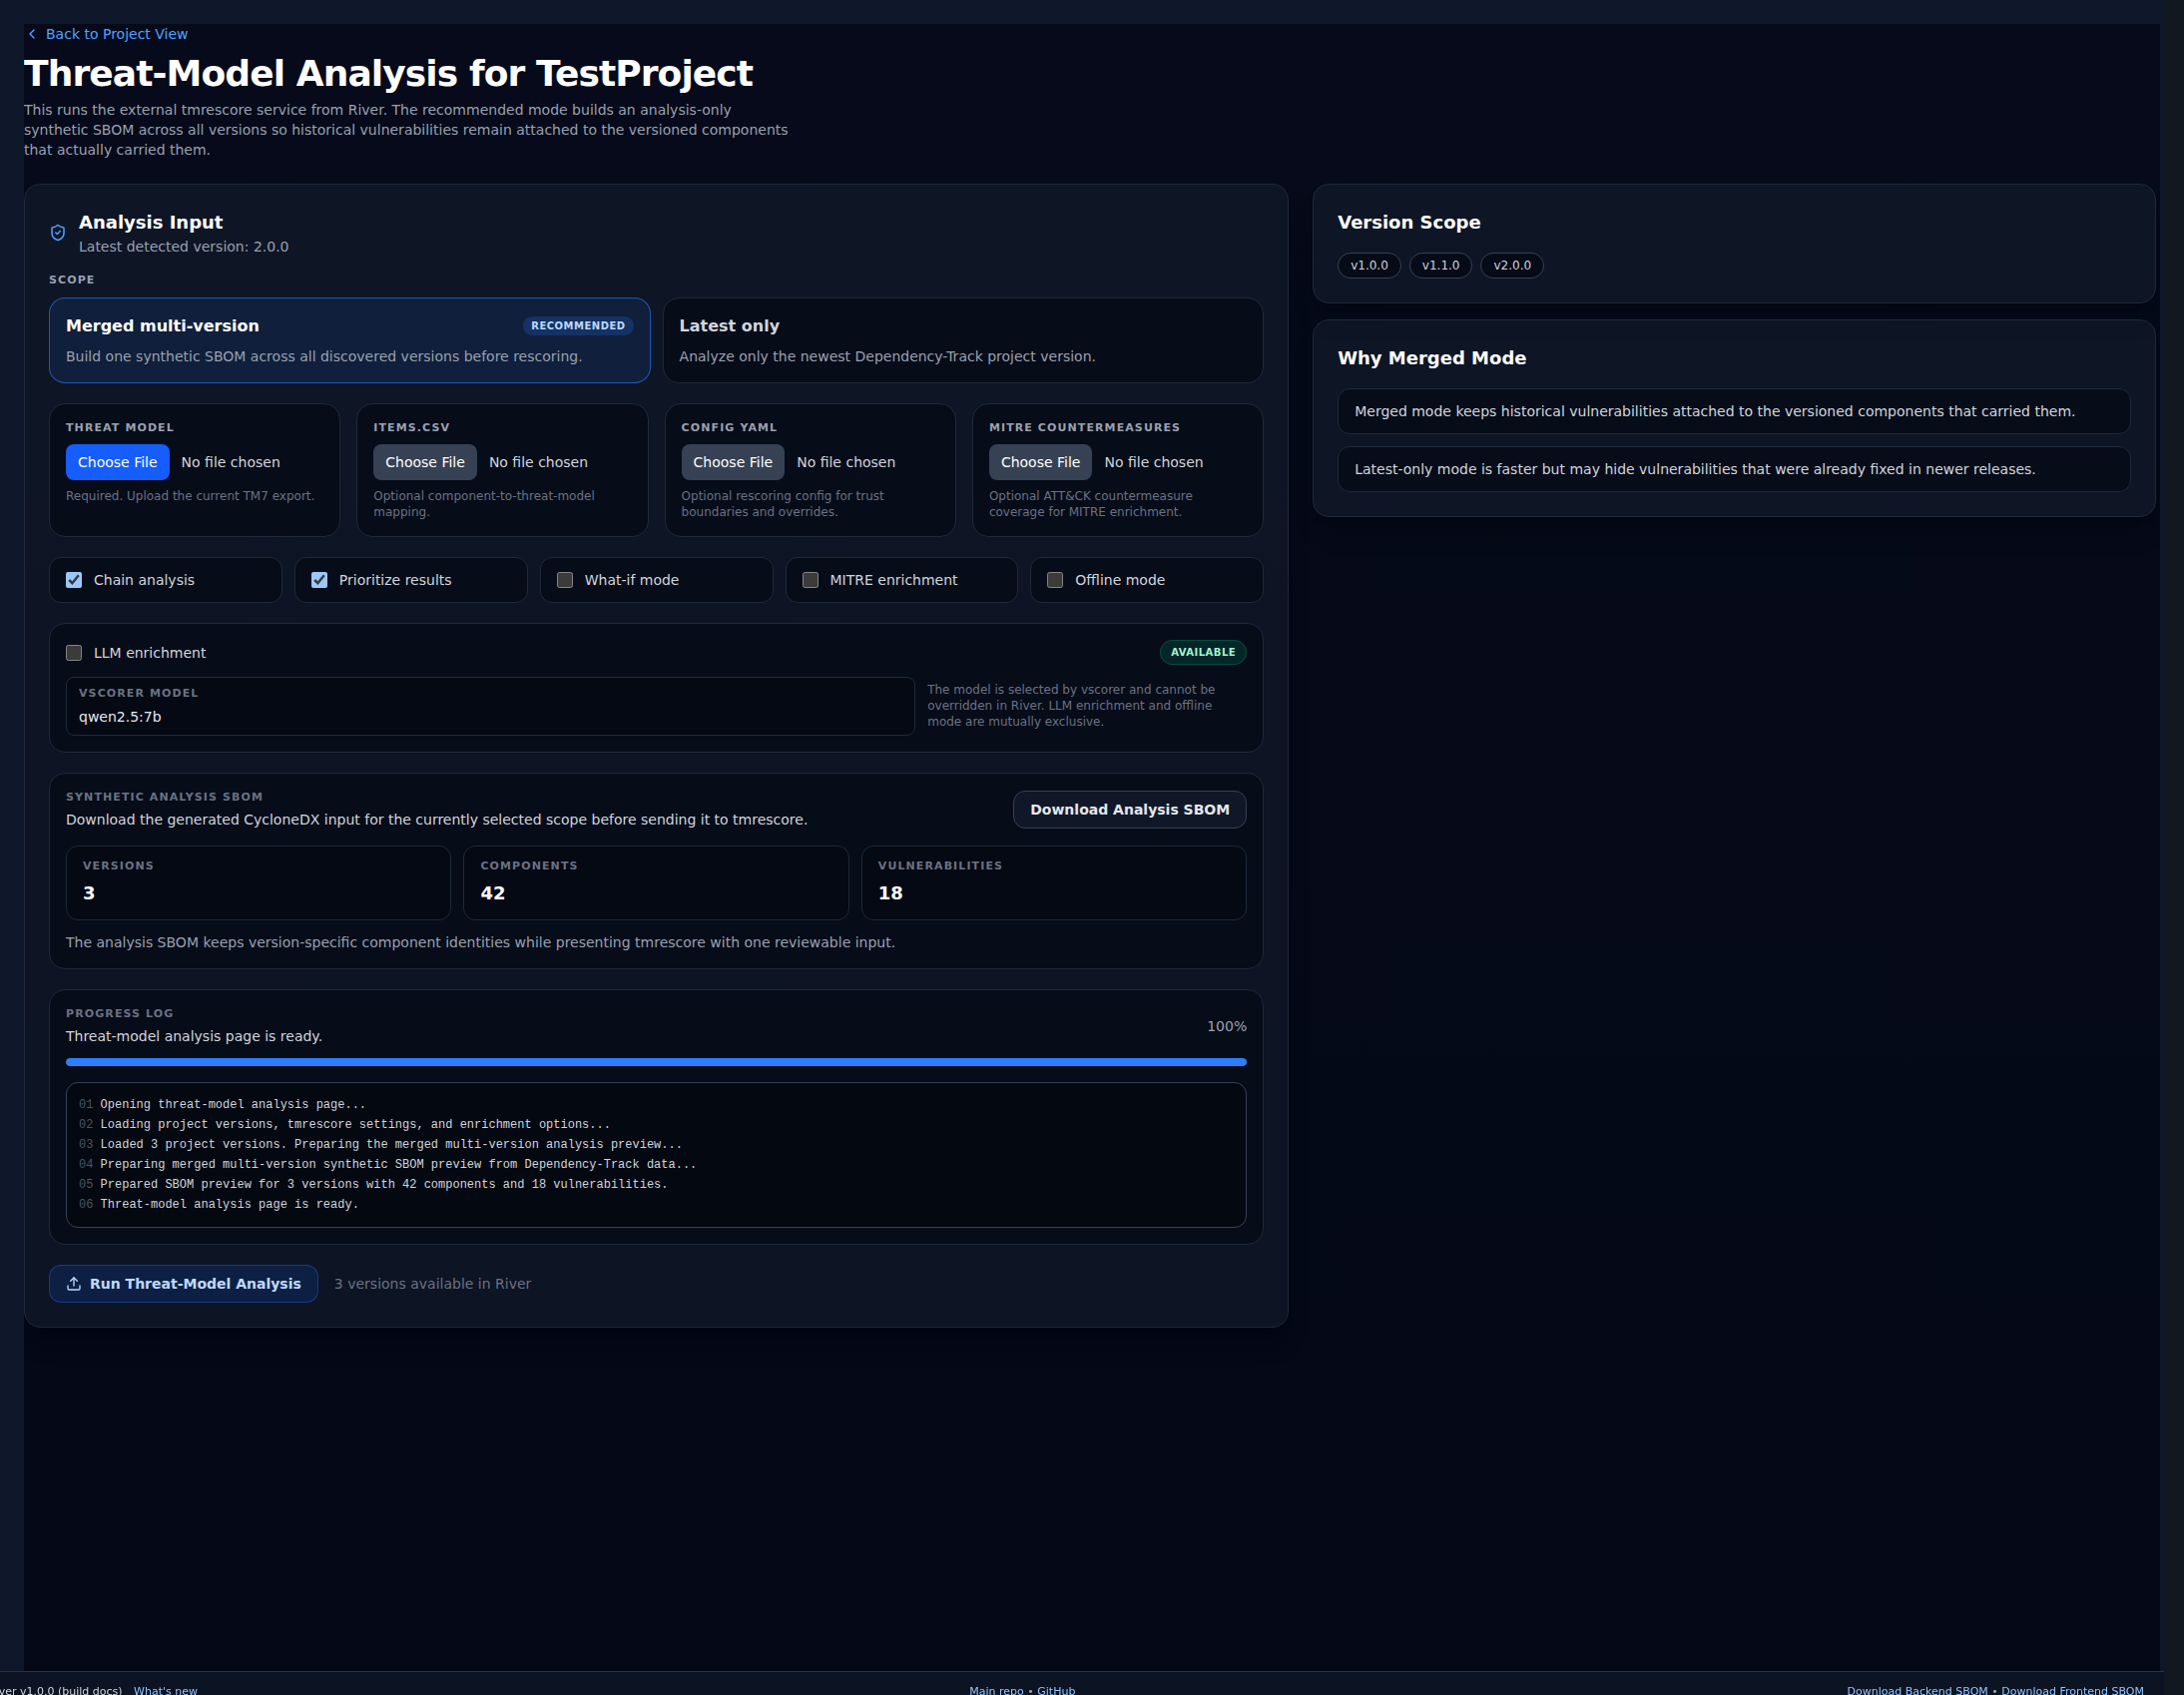 Back to Project View
Threat-Model Analysis for TestProject
This runs the external tmrescore service from River. The recommended mode builds an analysis-only
synthetic SBOM across all versions so historical vulnerabilities remain attached to the versioned components
that actually carried them.
Analysis Input
Latest detected version: 2.0.0
SCOPE
Merged multi-version
RECOMMENDED
Build one synthetic SBOM across all discovered versions before rescoring.
Latest only
Analyze only the newest Dependency-Track project version.
THREAT MODEL
Choose File No file chosen
Required. Upload the current TM7 export.
ITEMS.CSV
Choose File No file chosen
Optional component-to-threat-model
mapping.
CONFIG YAML
Choose File No file chosen
Optional rescoring config for trust
boundaries and overrides.
MITRE COUNTERMEASURES
Choose File No file chosen
Optional ATT&CK countermeasure
coverage for MITRE enrichment.
Chain analysis
Prioritize results
What-if mode
MITRE enrichment
Offline mode
LLM enrichment
AVAILABLE
VSCORER MODEL
qwen2.5:7b
The model is selected by vscorer and cannot be
overridden in River. LLM enrichment and offline
mode are mutually exclusive.
SYNTHETIC ANALYSIS SBOM
Download the generated CycloneDX input for the currently selected scope before sending it to tmrescore.
Download Analysis SBOM
VERSIONS
3
COMPONENTS
42
VULNERABILITIES
18
The analysis SBOM keeps version-specific component identities while presenting tmrescore with one reviewable input.
PROGRESS LOG
Threat-model analysis page is ready.
100%
01 Opening threat-model analysis page...
02 Loading project versions, tmrescore settings, and enrichment options...
03 Loaded 3 project versions. Preparing the merged multi-version analysis preview...
04 Preparing merged multi-version synthetic SBOM preview from Dependency-Track data...
05 Prepared SBOM preview for 3 versions with 42 components and 18 vulnerabilities.
06 Threat-model analysis page is ready.
Run Threat-Model Analysis
3 versions available in River
Version Scope
v1.0.0 v1.1.0 v2.0.0
Why Merged Mode
Merged mode keeps historical vulnerabilities attached to the versioned components that carried them.
Latest-only mode is faster but may hide vulnerabilities that were already fixed in newer releases.
ver v1.0.0 (build docs) What's new
Main repo • GitHub
Download Backend SBOM • Download Frontend SBOM